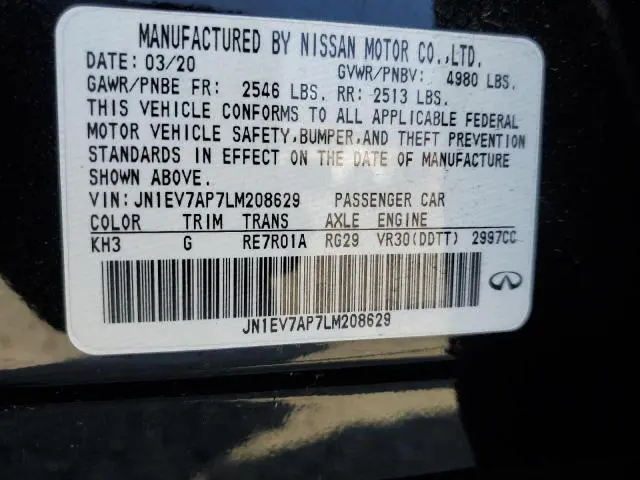 MANUFACTURED BY NISSAN MOTOR CO.,LTD.
DATE: 03/20 GVWR/PNBV: 4980 LBS.
GAWR/PNBE FR: 2546 LBS. RR: 2513 LBS.
THIS VEHICLE CONFORMS TO ALL APPLICABLE FEDERAL
MOTOR VEHICLE SAFETY,BUMPER,AND THEFT PREVENTION
STANDARDS IN EFFECT ON THE DATE OF MANUFACTURE
SHOWN ABOVE.
VIN: JN1EV7AP7LM208629 PASSENGER CAR
COLOR TRIM TRANS AXLE ENGINE
KH3 G RE7R01A RG29 VR30(DDTT) 2997CC
JN1EV7AP7LM208629